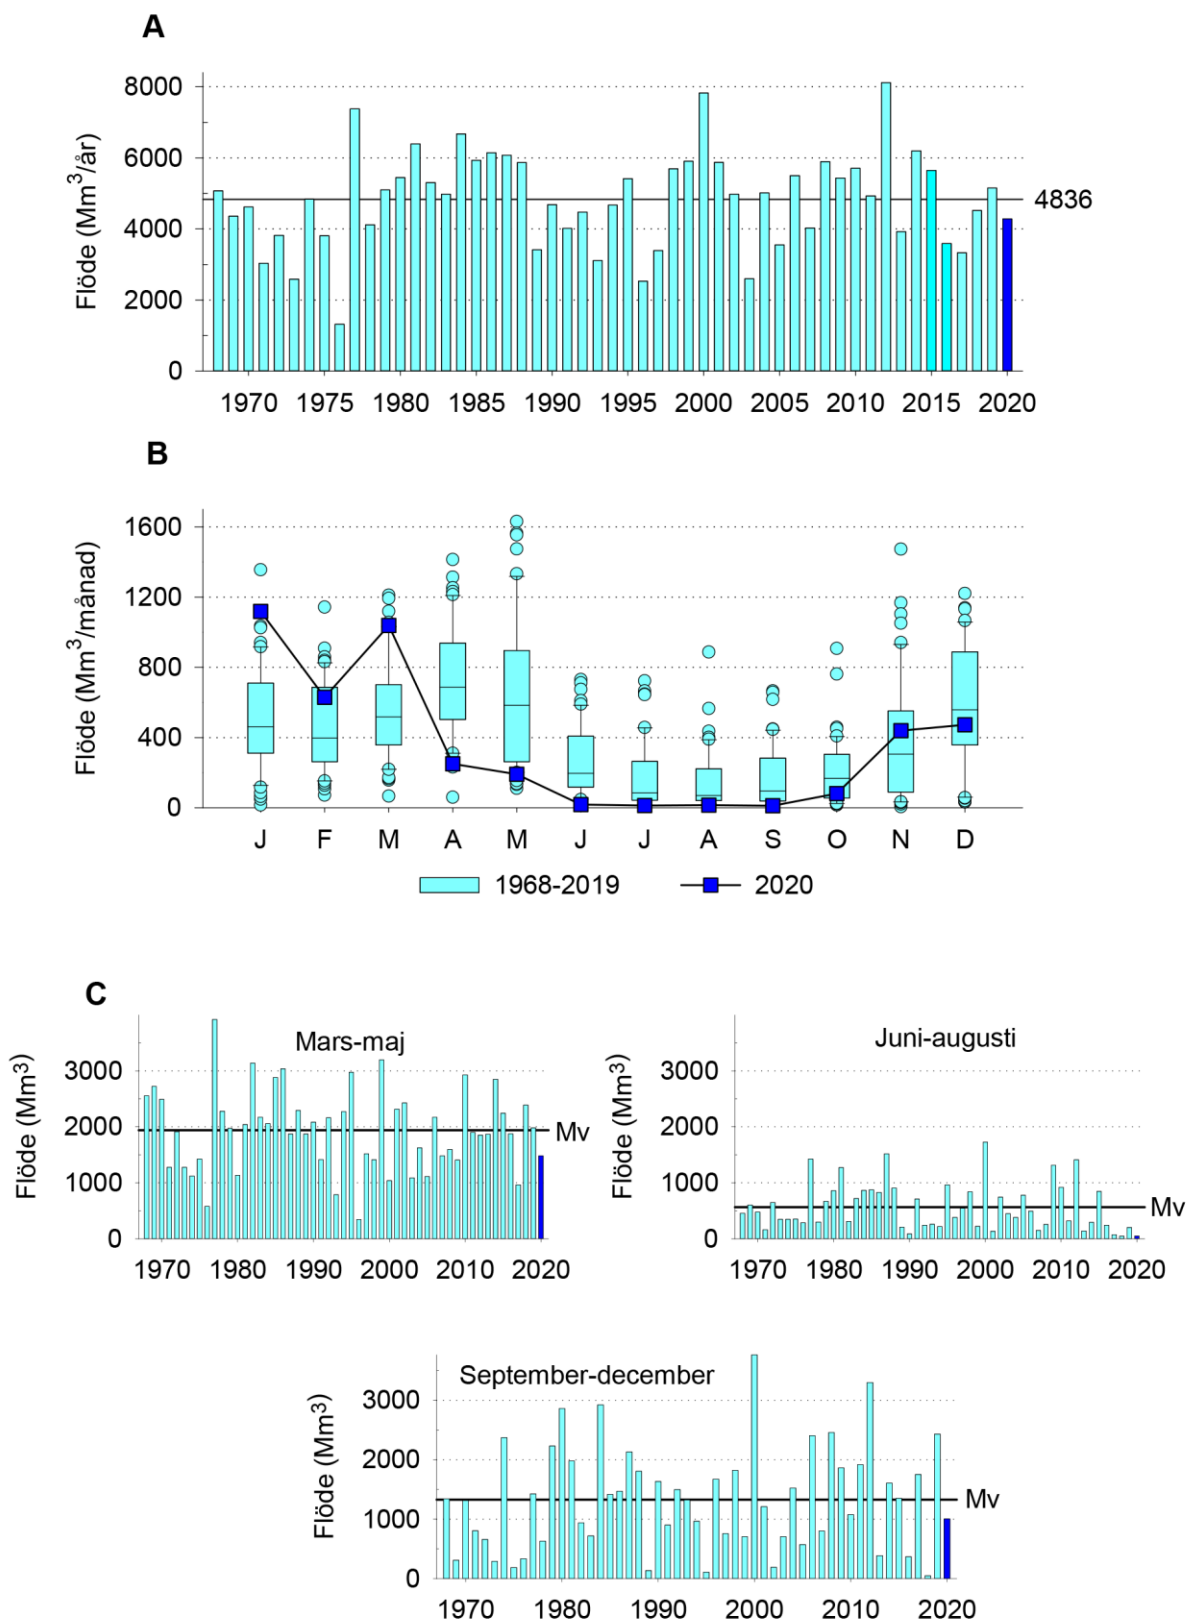 A
Flöde (Mm³/år)
8000
6000
4000
2000
0
4836
1970 1975 1980 1985 1990 1995 2000 2005 2010 2015 2020
B
Flöde (Mm³/månad)
1600
1200
800
400
0
J F M A M J J A S O N D
1968-2019 2020
C
Mars-maj
Flöde (Mm³)
3000
2000
1000
0
Mv
1970 1980 1990 2000 2010 2020
Juni-augusti
Flöde (Mm³)
3000
2000
1000
0
Mv
1970 1980 1990 2000 2010 2020
September-december
Flöde (Mm³)
3000
2000
1000
0
Mv
1970 1980 1990 2000 2010 2020